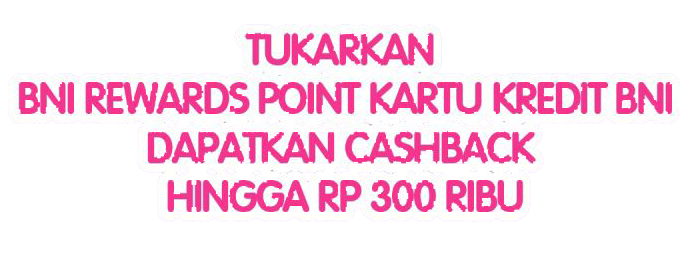 TUKARKAN
BNI REWARDS POINT KARTU KREDIT BNI
DAPATKAN CASHBACK
HINGGA RP 300 RIBU